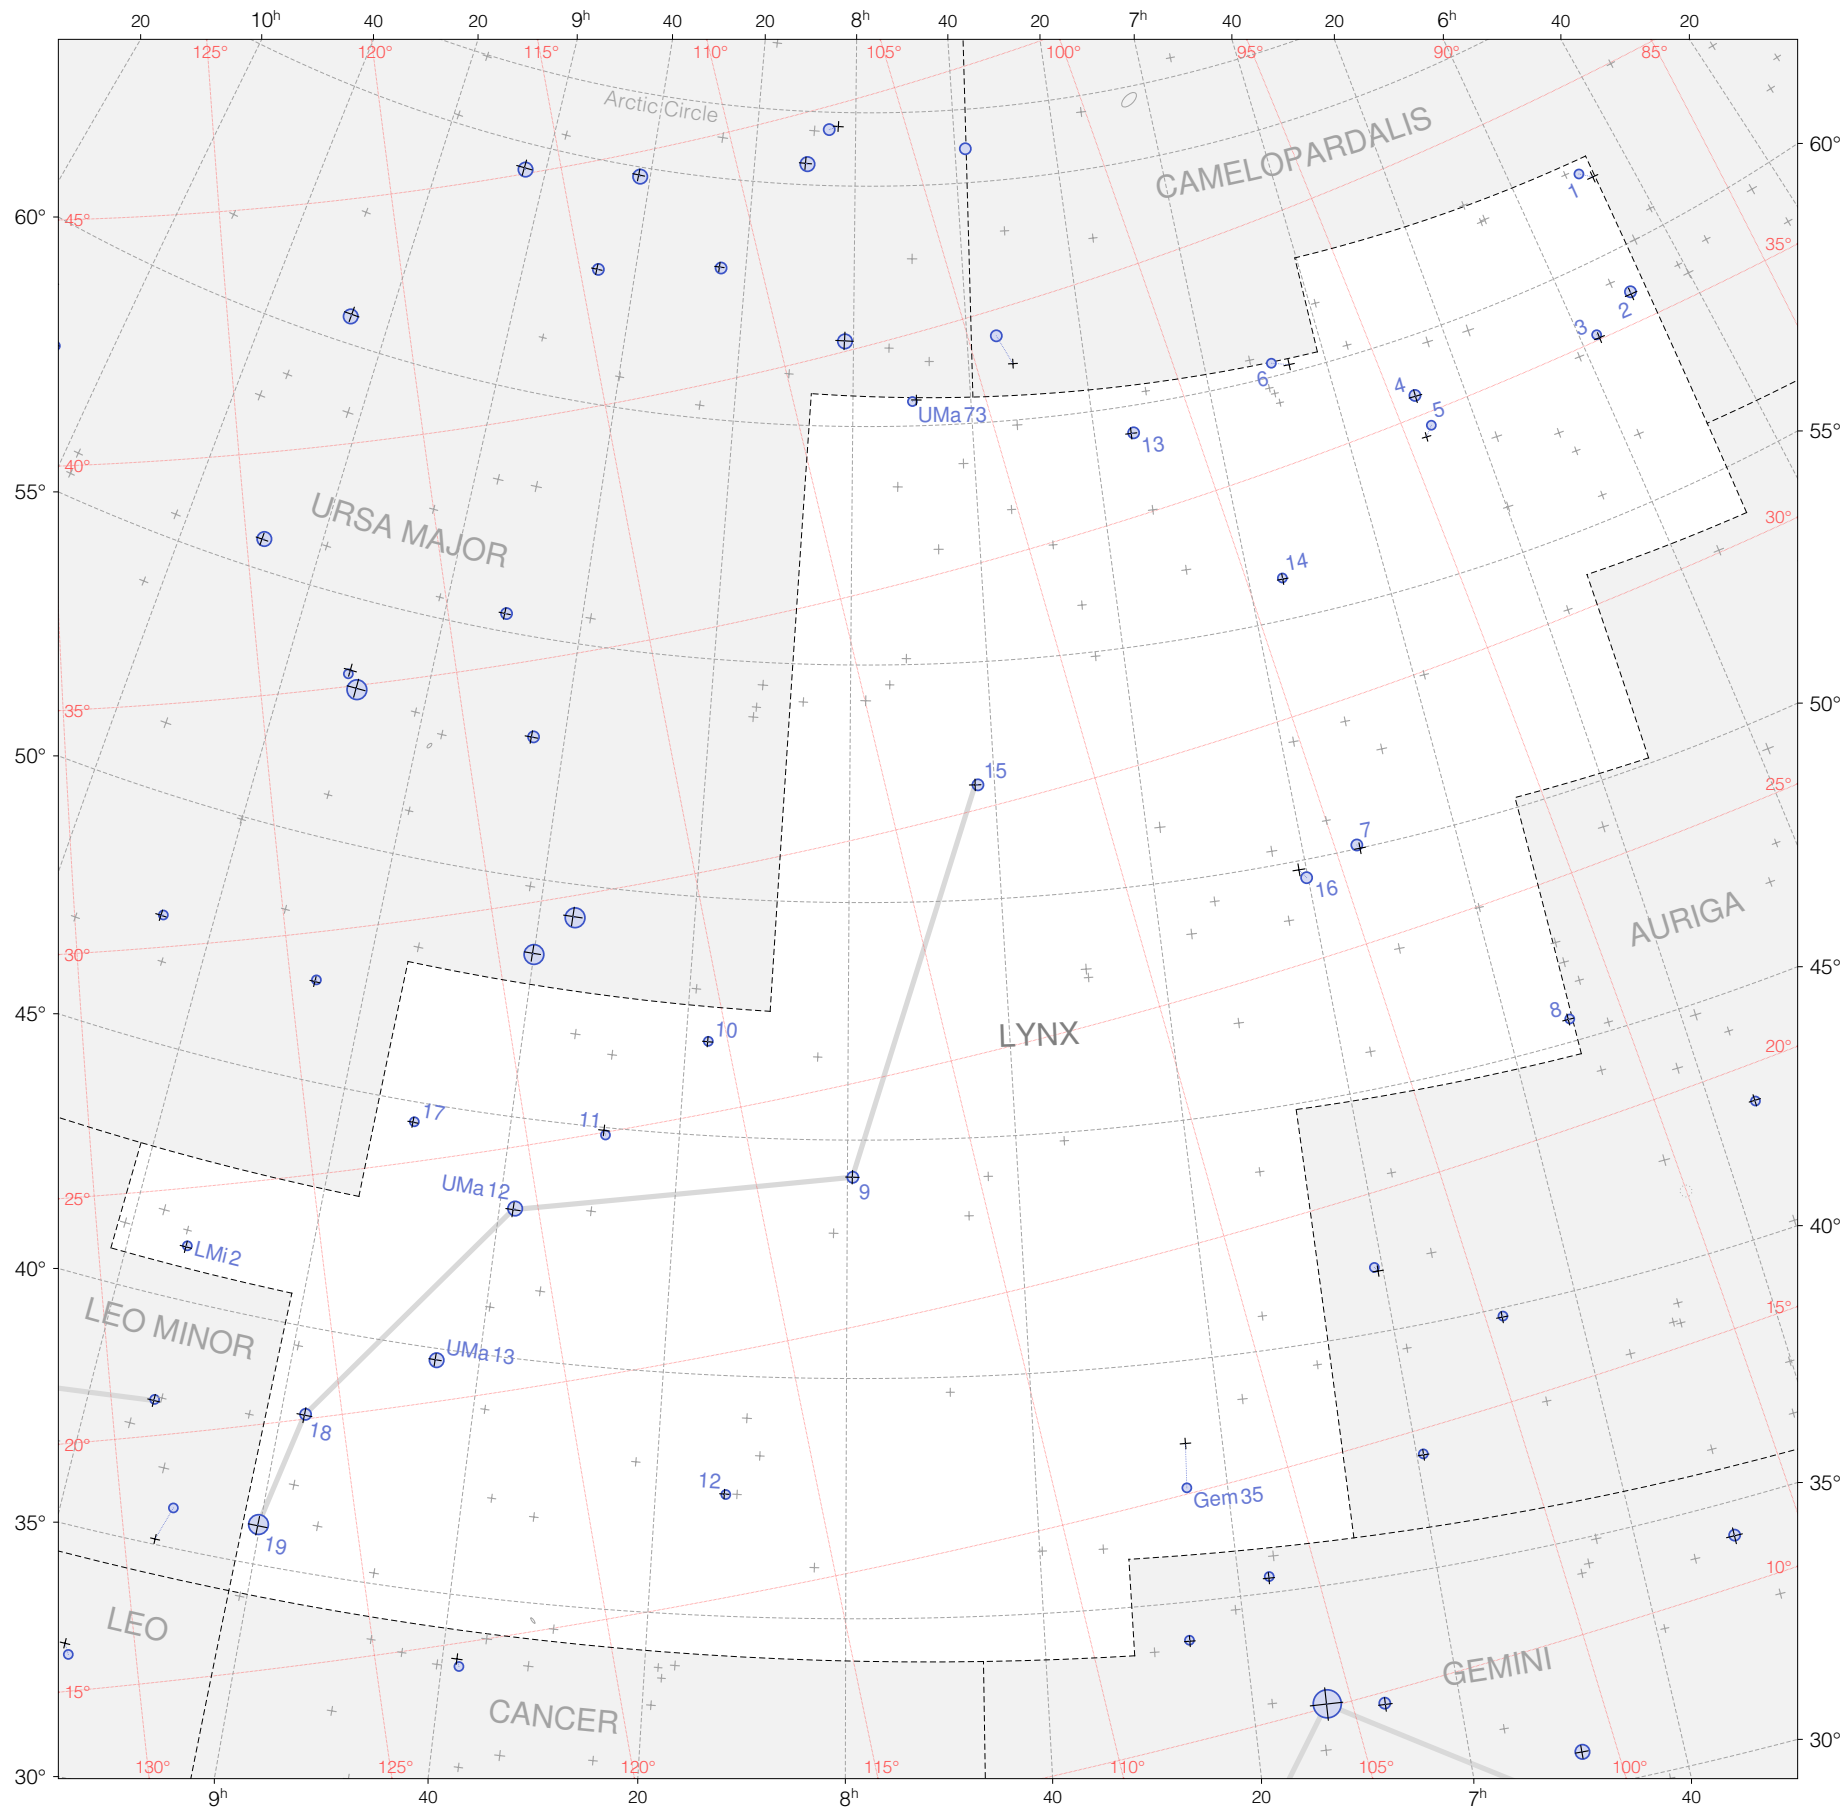 20 10h 40 20 9h 40 20 8h 40 20 7h 40 20 6h 40 20
125° 120° 115° 110° 105° 100° 95° 90° 85°
Arctic Circle
CAMELOPARDALIS
60°
1
60°
45°
35°
2
3
6
4
5
UMa 73
13
55°
40°
55°
URSA MAJOR
30°
14
35°
50°
50°
15
25°
7
16
AURIGA
30°
45°
8
45°
10
LYNX
20°
17
11
UMa 12
9
25°
40°
LMi 2
40°
LEO MINOR
15°
UMa 13
18
20°
12
Gem 35
35°
35°
19
10°
LEO
GEMINI
15°
CANCER
30°
130° 125° 120° 115° 110° 105° 100°
30°
9h 40 20 8h 40 20 7h 40